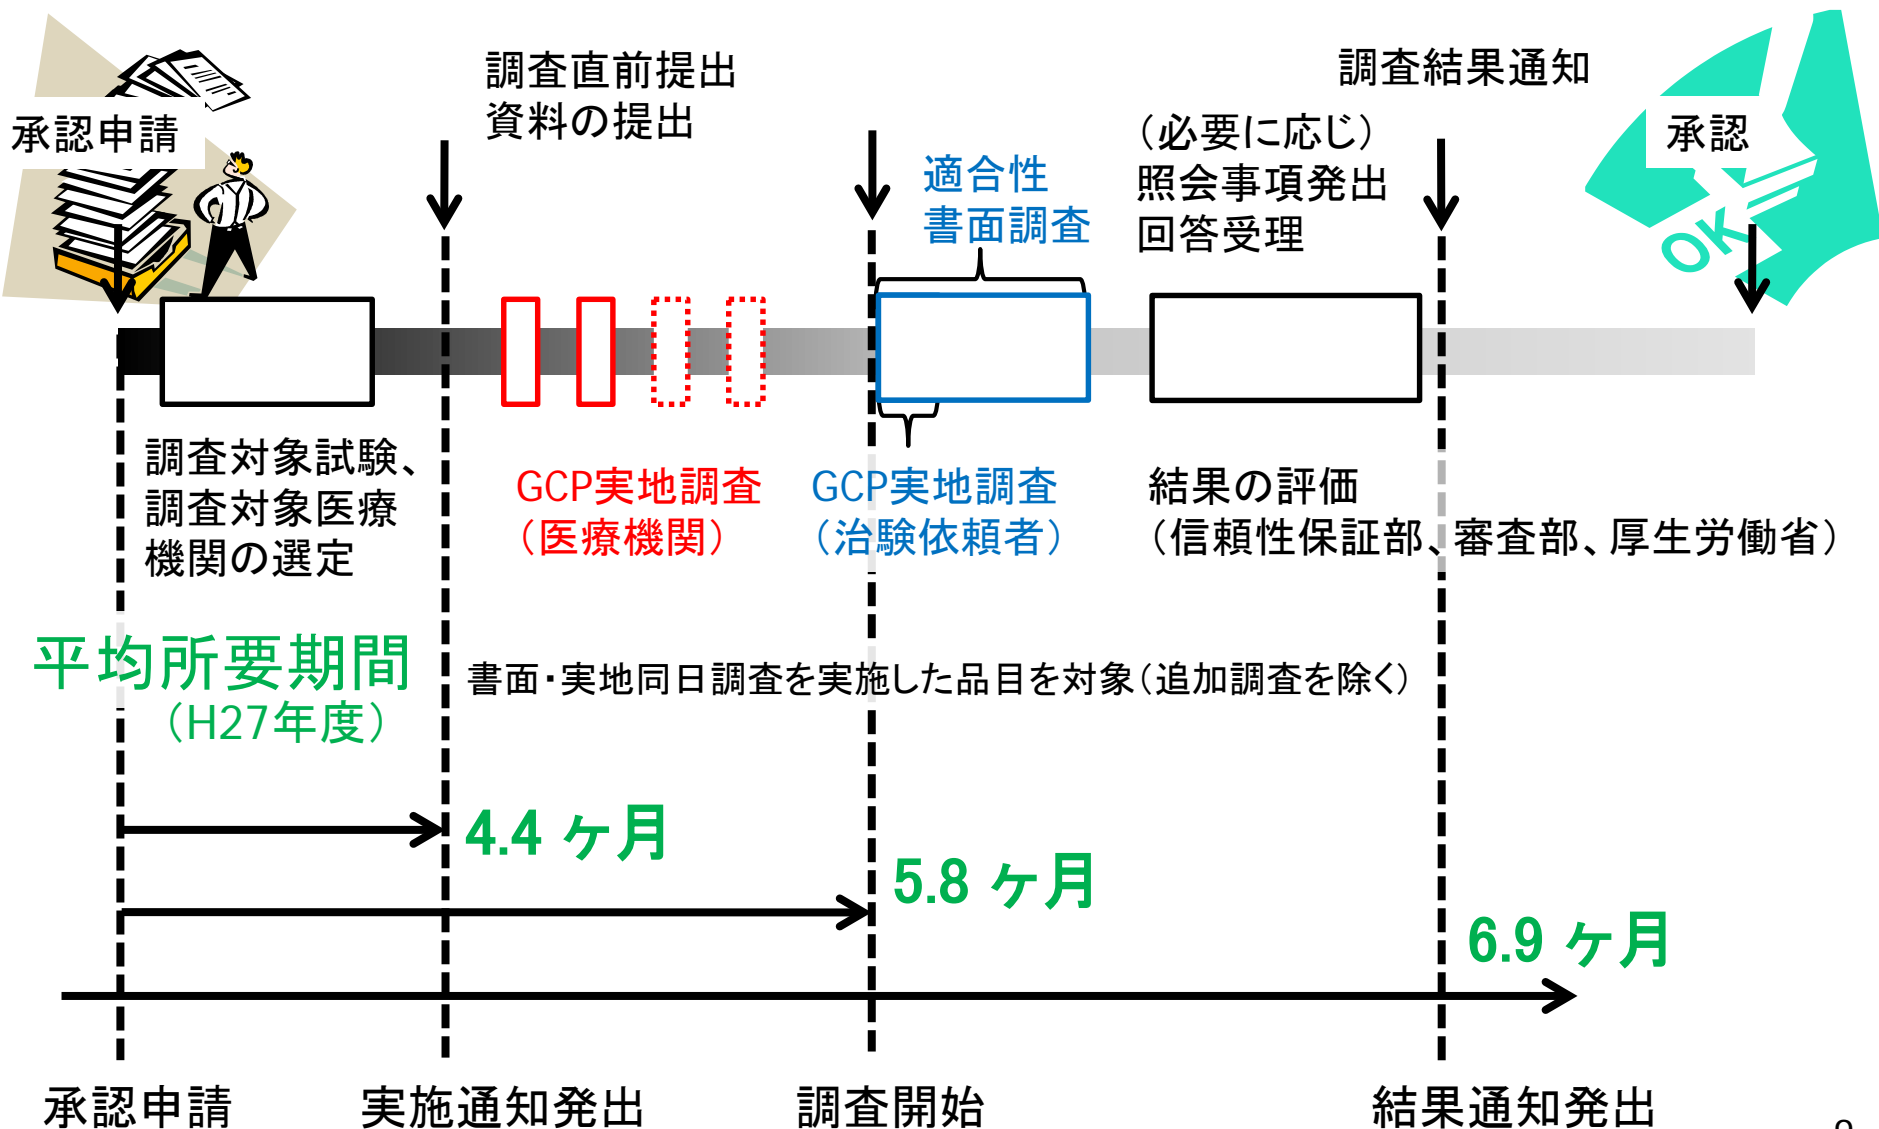 承認申請
調査直前提出
資料の提出
適合性
書面調査
（必要に応じ）
照会事項発出
回答受理
調査結果通知
承認
OK
調査対象試験、
調査対象医療
機関の選定
GCP実地調査
（医療機関）
GCP実地調査
（治験依頼者）
結果の評価
（信頼性保証部、審査部、厚生労働省）
平均所要期間
（H27年度）
書面・実地同日調査を実施した品目を対象（追加調査を除く）
4.4 ヶ月
5.8 ヶ月
6.9 ヶ月
承認申請
実施通知発出
調査開始
結果通知発出